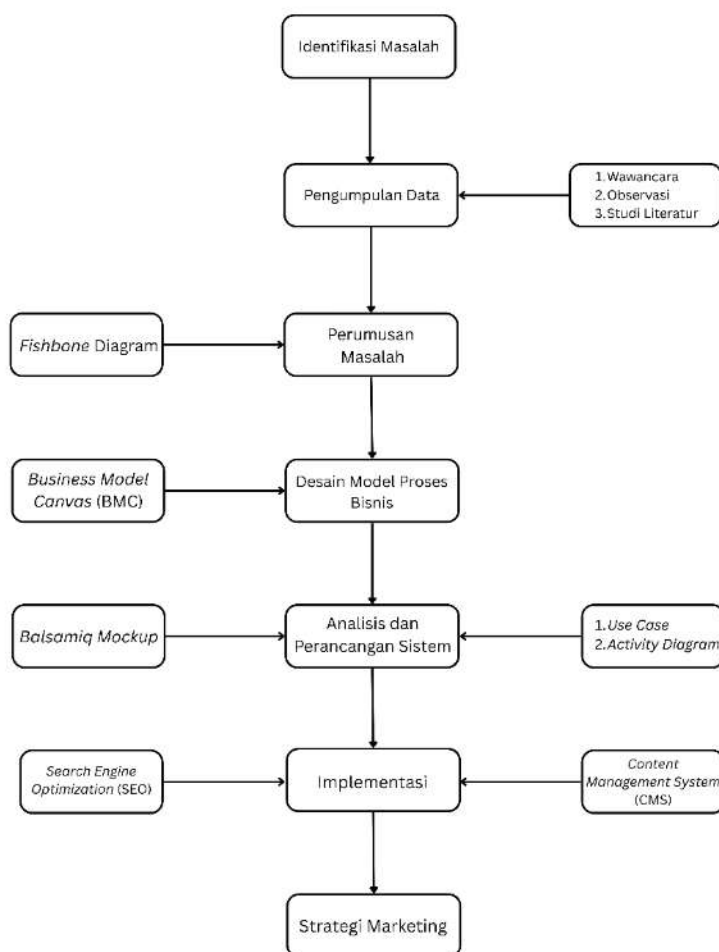 Identifikasi Masalah
Pengumpulan Data
1. Wawancara
2. Observasi
3. Studi Literatur
Fishbone Diagram
Perumusan
Masalah
Business Model
Canvas (BMC)
Desain Model Proses
Bisnis
Balsamiq Mockup
Analisis dan
Perancangan Sistem
1. Use Case
2. Activity Diagram
Search Engine
Optimization (SEO)
Implementasi
Content
Management System
(CMS)
Strategi Marketing